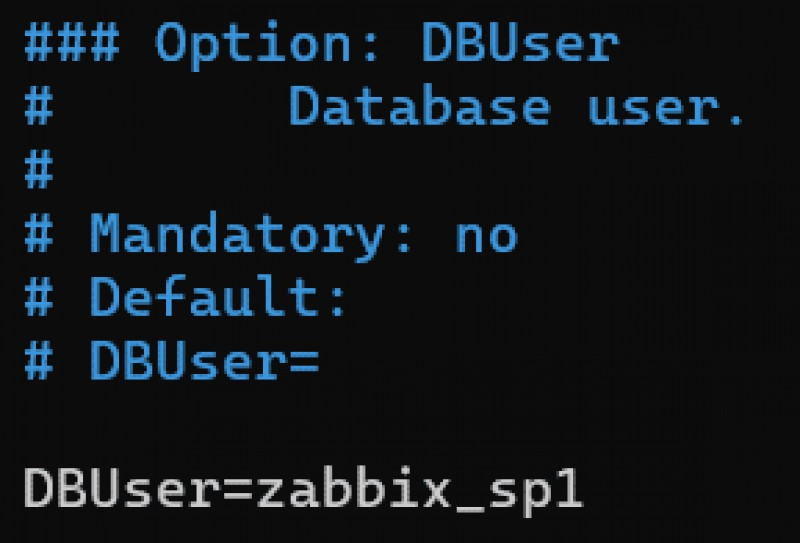 ### Option: DBUser
#       Database user.
#
# Mandatory: no
# Default:
# DBUser=

DBUser=zabbix_sp1